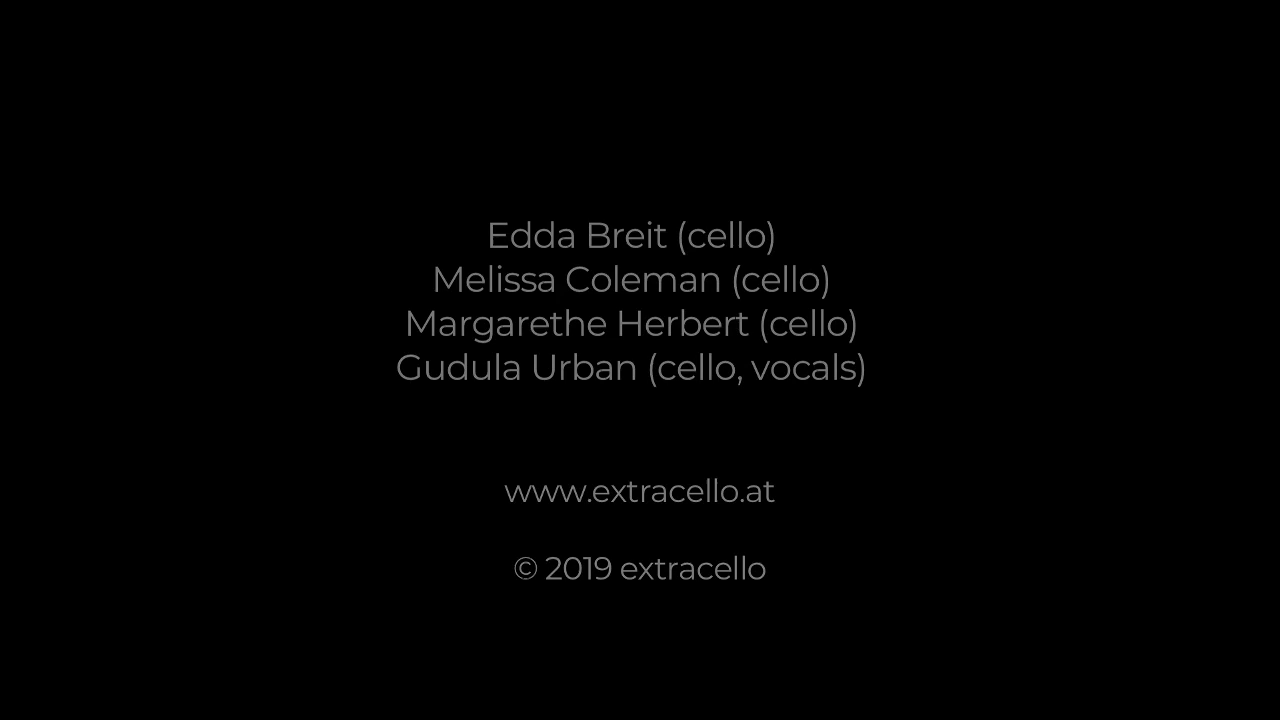 Edda Breit (cello)
Melissa Coleman (cello)
Margarethe Herbert (cello)
Gudula Urban (cello, vocals)
www.extracello.at
© 2019 extracello